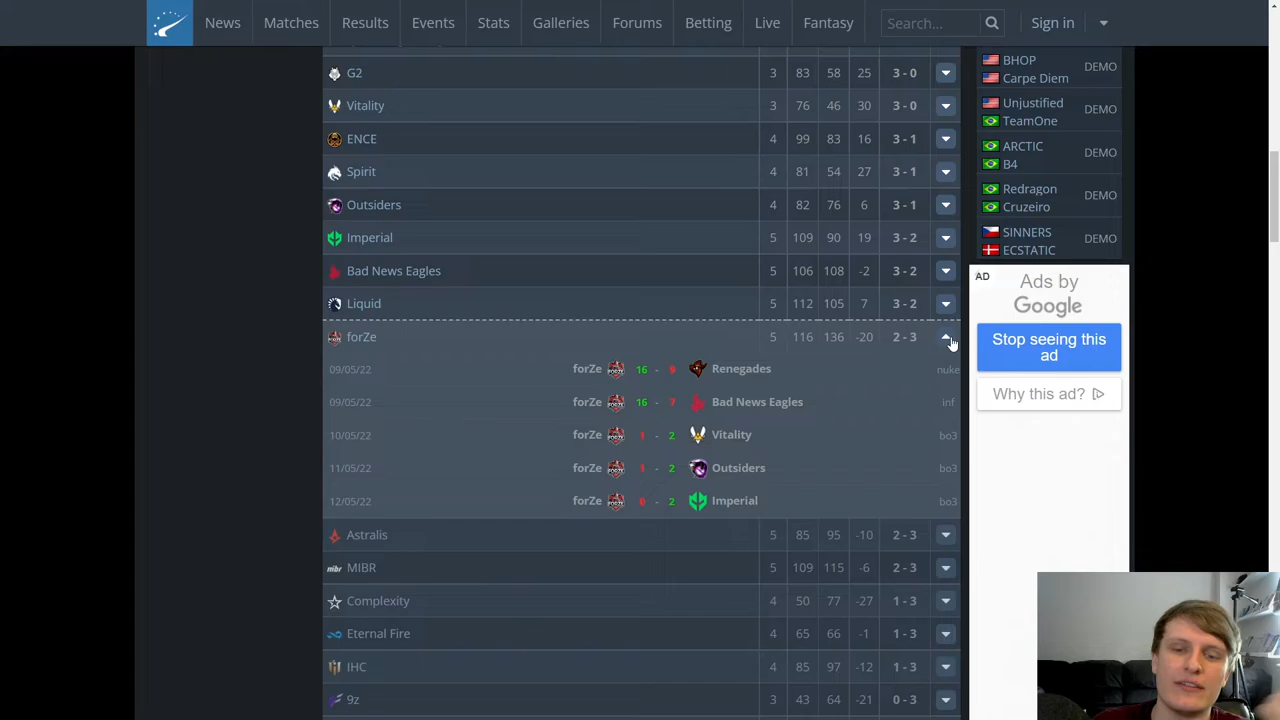 News Matches Results Events Stats Galleries Forums Betting Live Fantasy Search... Sign in
G2 3 83 58 25 3 - 0
Vitality 3 76 46 30 3 - 0
ENCE 4 99 83 16 3 - 1
Spirit 4 81 54 27 3 - 1
Outsiders 4 82 76 6 3 - 1
Imperial 5 109 90 19 3 - 2
Bad News Eagles 5 106 108 -2 3 - 2
Liquid 5 112 105 7 3 - 2
forZe 5 116 136 -20 2 - 3
09/05/22 forZe 16 - 9 Renegades nuke
09/05/22 forZe 16 - 7 Bad News Eagles inf
10/05/22 forZe 1 - 2 Vitality bo3
11/05/22 forZe 1 - 2 Outsiders bo3
12/05/22 forZe 0 - 2 Imperial bo3
Astralis 5 85 95 -10 2 - 3
mibr MIBR 5 109 115 -6 2 - 3
Complexity 4 50 77 -27 1 - 3
Eternal Fire 4 65 66 -1 1 - 3
IHC 4 85 97 -12 1 - 3
9z 3 43 64 -21 0 - 3
BHOP
Carpe Diem
DEMO
Unjustified
TeamOne
DEMO
ARCTIC
B4
DEMO
Redragon
Cruzeiro
DEMO
SINNERS
ECSTATIC
DEMO
AD
Ads by
Google
Stop seeing this
ad
Why this ad?